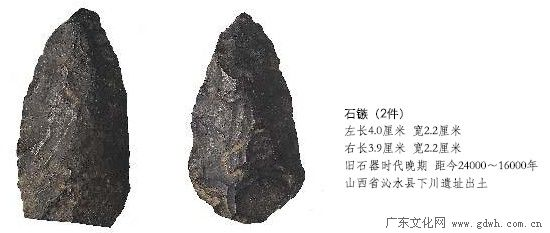 石镞（2件）
左长4.0厘米 宽2.2厘米
右长3.9厘米 宽2.2厘米
旧石器时代晚期 距今24000～16000年
山西省沁水县下川遗址出土
广东文化网 www.gdwh.com.cn